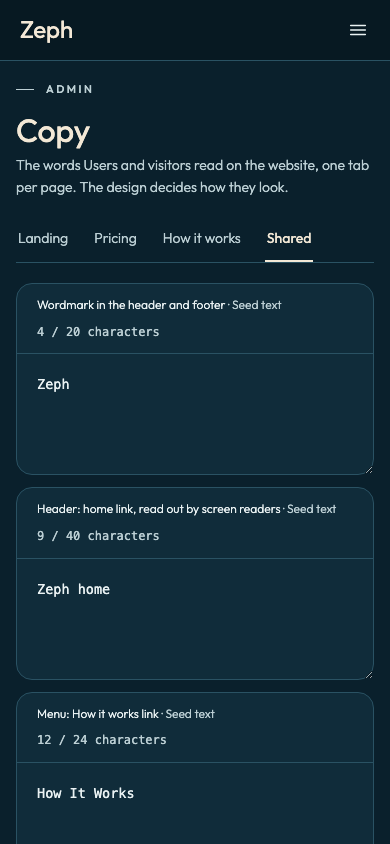 Zeph
ADMIN
Copy
The words Users and visitors read on the website, one tab
per page. The design decides how they look.
Landing Pricing How it works Shared
Wordmark in the header and footer · Seed text
4 / 20 characters
Zeph
Header: home link, read out by screen readers · Seed text
9 / 40 characters
Zeph home
Menu: How it works link · Seed text
12 / 24 characters
How It Works